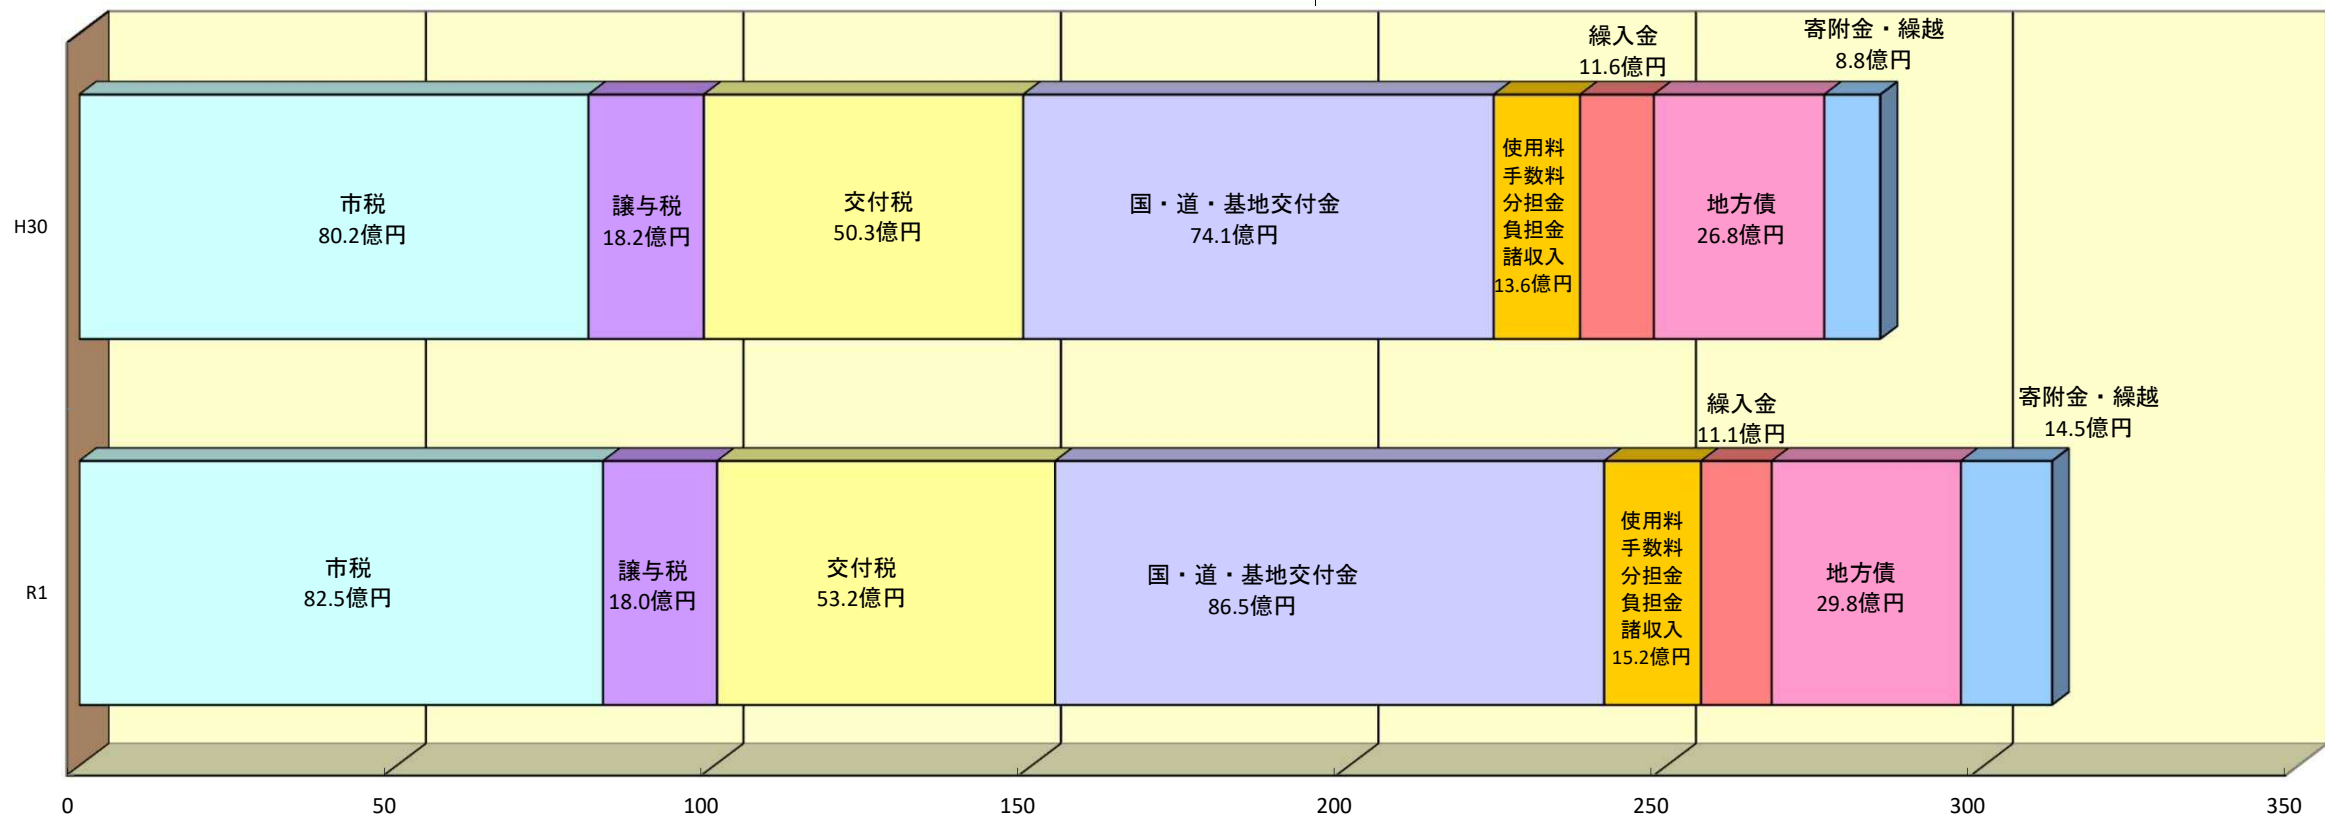 繰入金
11.6億円
寄附金・繰越
8.8億円
H30
市税
80.2億円
譲与税
18.2億円
交付税
50.3億円
国・道・基地交付金
74.1億円
使用料
手数料
分担金
負担金
諸収入
13.6億円
地方債
26.8億円
繰入金
11.1億円
寄附金・繰越
14.5億円
R1
市税
82.5億円
譲与税
18.0億円
交付税
53.2億円
国・道・基地交付金
86.5億円
使用料
手数料
分担金
負担金
諸収入
15.2億円
地方債
29.8億円
0 50 100 150 200 250 300 350